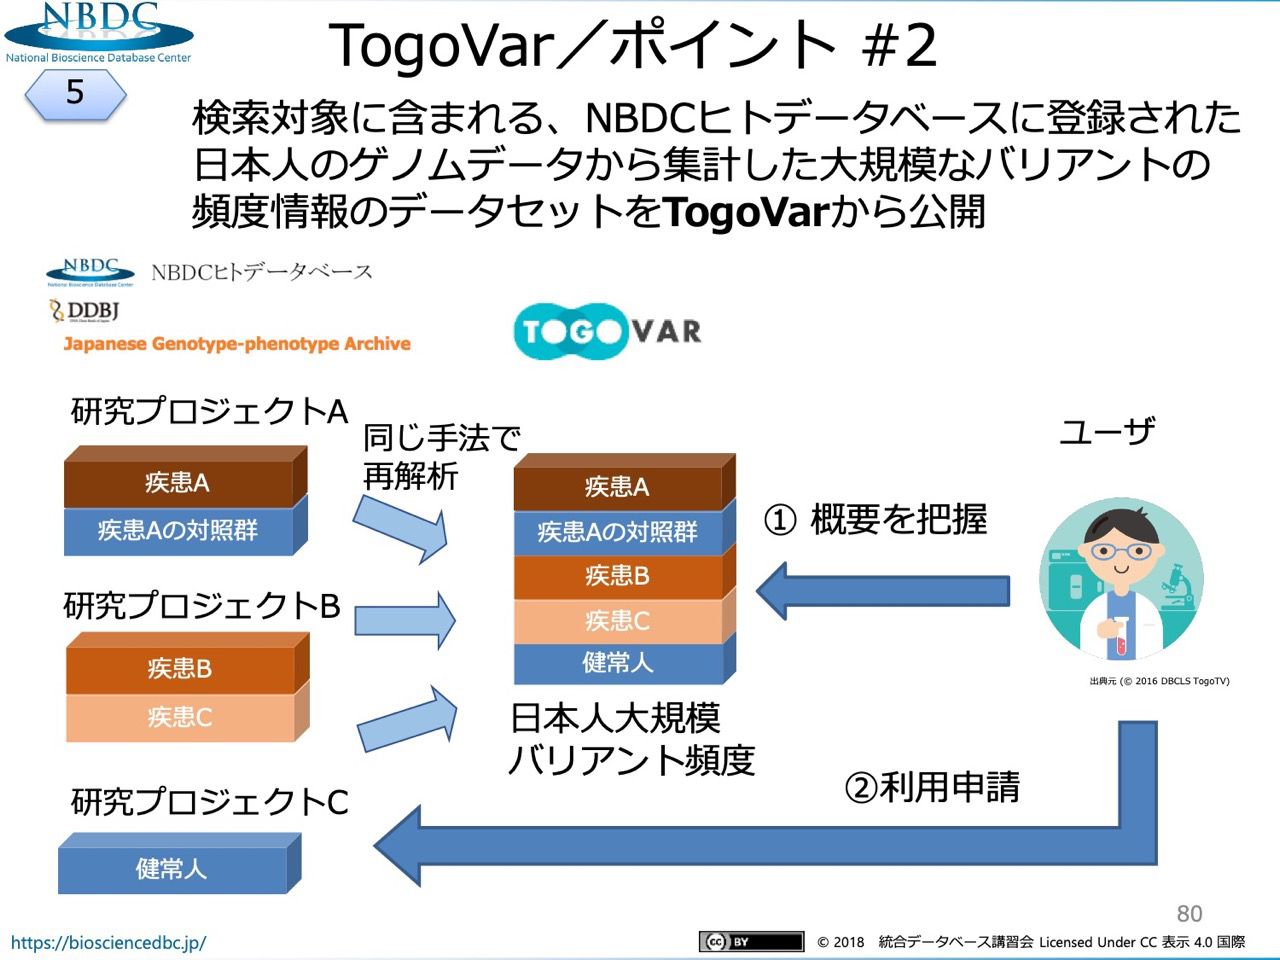 NBDC
National Bioscience Database Center
5
TogoVar／ポイント #2
検索対象に含まれる、NBDCヒトデータベースに登録された
日本人のゲノムデータから集計した大規模なバリアントの
頻度情報のデータセットをTogoVarから公開
NBDC
National Bioscience Database Center
NBDCヒトデータベース
DDBJ
Japanese Genotype-phenotype Archive
TOGO VAR
研究プロジェクトA
疾患A
疾患Aの対照群
同じ手法で
再解析
研究プロジェクトB
疾患B
疾患C
研究プロジェクトC
健常人
疾患A
疾患Aの対照群
疾患B
疾患C
健常人
日本人大規模
バリアント頻度
ユーザ
① 概要を把握
出典元 (© 2016 DBCLS TogoTV)
②利用申請
80
https://biosciencedbc.jp/
CC BY
© 2018 統合データベース講習会 Licensed Under CC 表示 4.0 国際